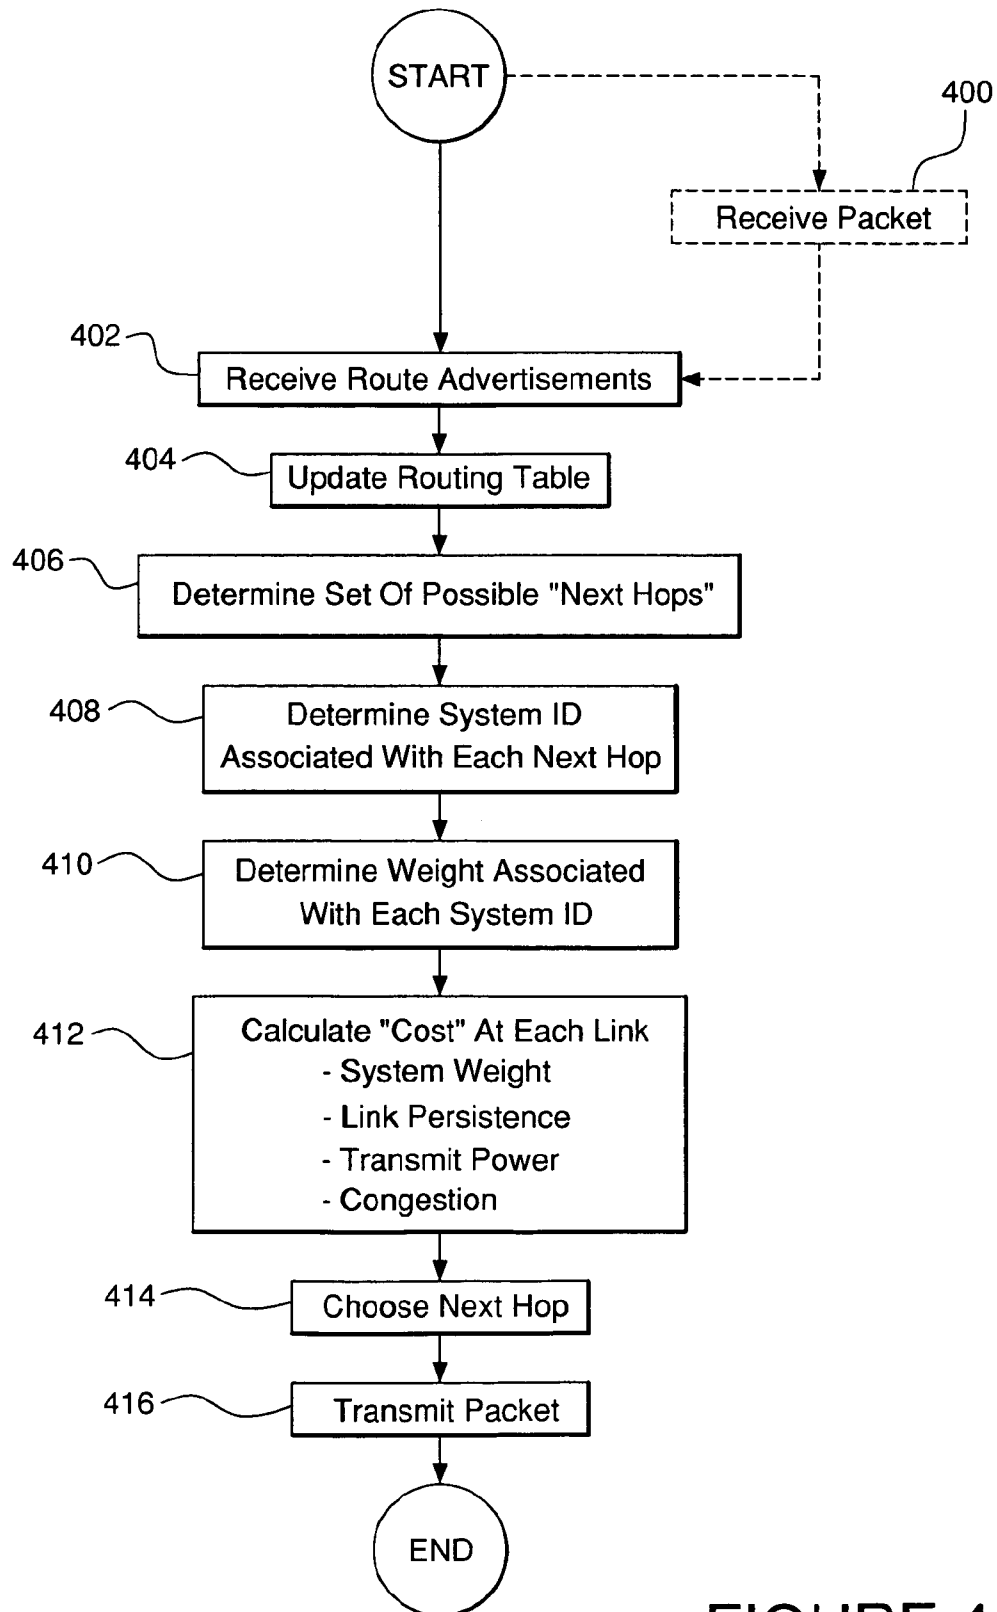 START
400
Receive Packet
402
Receive Route Advertisements
404
Update Routing Table
406
Determine Set Of Possible "Next Hops"
408
Determine System ID
Associated With Each Next Hop
410
Determine Weight Associated
With Each System ID
412
Calculate "Cost" At Each Link
- System Weight
- Link Persistence
- Transmit Power
- Congestion
414
Choose Next Hop
416
Transmit Packet
END
FIGURE 4